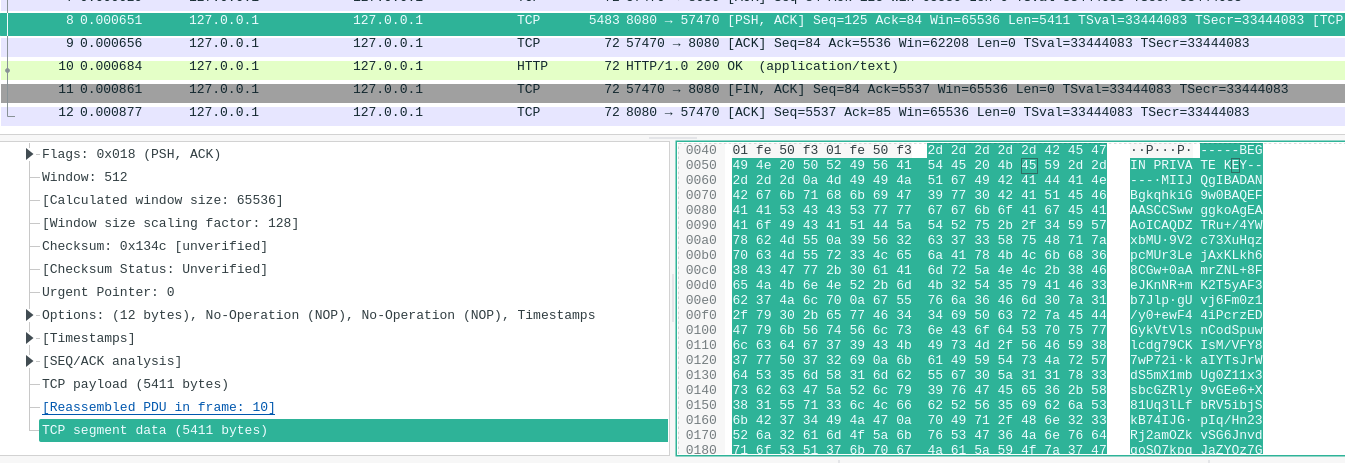 8 0.000651 127.0.0.1 127.0.0.1 TCP 5483 8080 → 57470 [PSH, ACK] Seq=125 Ack=84 Win=65536 Len=5411 TSval=33444083 TSecr=33444083 [TCP
9 0.000656 127.0.0.1 127.0.0.1 TCP 72 57470 → 8080 [ACK] Seq=84 Ack=5536 Win=62208 Len=0 TSval=33444083 TSecr=33444083
10 0.000684 127.0.0.1 127.0.0.1 HTTP 72 HTTP/1.0 200 OK (application/text)
11 0.000861 127.0.0.1 127.0.0.1 TCP 72 57470 → 8080 [FIN, ACK] Seq=84 Ack=5537 Win=65536 Len=0 TSval=33444083 TSecr=33444083
12 0.000877 127.0.0.1 127.0.0.1 TCP 72 8080 → 57470 [ACK] Seq=5537 Ack=85 Win=65536 Len=0 TSval=33444083 TSecr=33444083
Flags: 0x018 (PSH, ACK)
Window: 512
[Calculated window size: 65536]
[Window size scaling factor: 128]
Checksum: 0x134c [unverified]
[Checksum Status: Unverified]
Urgent Pointer: 0
Options: (12 bytes), No-Operation (NOP), No-Operation (NOP), Timestamps
[Timestamps]
[SEQ/ACK analysis]
TCP payload (5411 bytes)
[Reassembled PDU in frame: 10]
TCP segment data (5411 bytes)
0040 01 fe 50 f3 01 fe 50 f3 2d 2d 2d 2d 2d 42 45 47 ··P···P· -----BEG
0050 49 4e 20 50 52 49 56 41 54 45 20 4b 45 59 2d 2d IN PRIVA TE KEY--
0060 2d 2d 2d 0a 4d 49 49 4a 51 67 49 42 41 44 41 4e ---·MIIJ QgIBADAN
0070 42 67 6b 71 68 6b 69 47 39 77 30 42 41 51 45 46 BgkqhkiG 9w0BAQEF
0080 41 41 53 43 43 53 77 77 67 67 6b 6f 41 67 45 41 AASCCSww ggkoAgEA
0090 41 6f 49 43 41 51 44 5a 54 52 75 2b 2f 34 59 57 AoICAQDZ TRu+/4YW
00a0 78 62 4d 55 0a 39 56 32 63 37 33 58 75 48 71 7a xbMU·9V2 c73XuHqz
00b0 70 63 4d 55 72 33 4c 65 6a 41 78 4b 4c 6b 68 36 pcMUr3Le jAxKLkh6
00c0 38 43 47 77 2b 30 61 41 6d 72 5a 4e 4c 2b 38 46 8CGw+0aA mrZNL+8F
00d0 65 4a 4b 6e 4e 52 2b 6d 4b 32 54 35 79 41 46 33 eJKnNR+m K2T5yAF3
00e0 62 37 4a 6c 70 0a 67 55 76 6a 36 46 6d 30 7a 31 b7Jlp·gU vj6Fm0z1
00f0 2f 79 30 2b 65 77 46 34 34 69 50 63 72 7a 45 44 /y0+ewF4 4iPcrzED
0100 47 79 6b 56 74 56 6c 73 6e 43 6f 64 53 70 75 77 GykVtVls nCodSpuw
0110 6c 63 64 67 37 39 43 4b 49 73 4d 2f 56 46 59 38 lcdg79CK IsM/VFY8
0120 37 77 50 37 32 69 0a 6b 61 49 59 54 73 4a 72 57 7wP72i·k aIYTsJrW
0130 64 53 35 6d 58 31 6d 62 55 67 30 5a 31 31 78 33 dS5mX1mb Ug0Z11x3
0140 73 62 63 47 5a 52 6c 79 39 76 47 45 65 36 2b 58 sbcGZRly 9vGEe6+X
0150 38 31 55 71 33 6c 4c 66 62 52 56 35 69 62 6a 53 81Uq3lLf bRV5ibjS
0160 6b 42 37 34 49 4a 47 0a 70 49 71 2f 48 6e 32 33 kB74IJG· pIq/Hn23
0170 52 6a 32 61 6d 4f 5a 6b 76 53 47 36 4a 6e 76 64 Rj2amOZk vSG6Jnvd
0180 71 6f 53 51 37 6b 70 67 4a 61 5a 59 4f 7a 37 47 qoSQ7kpg JaZYOz7G